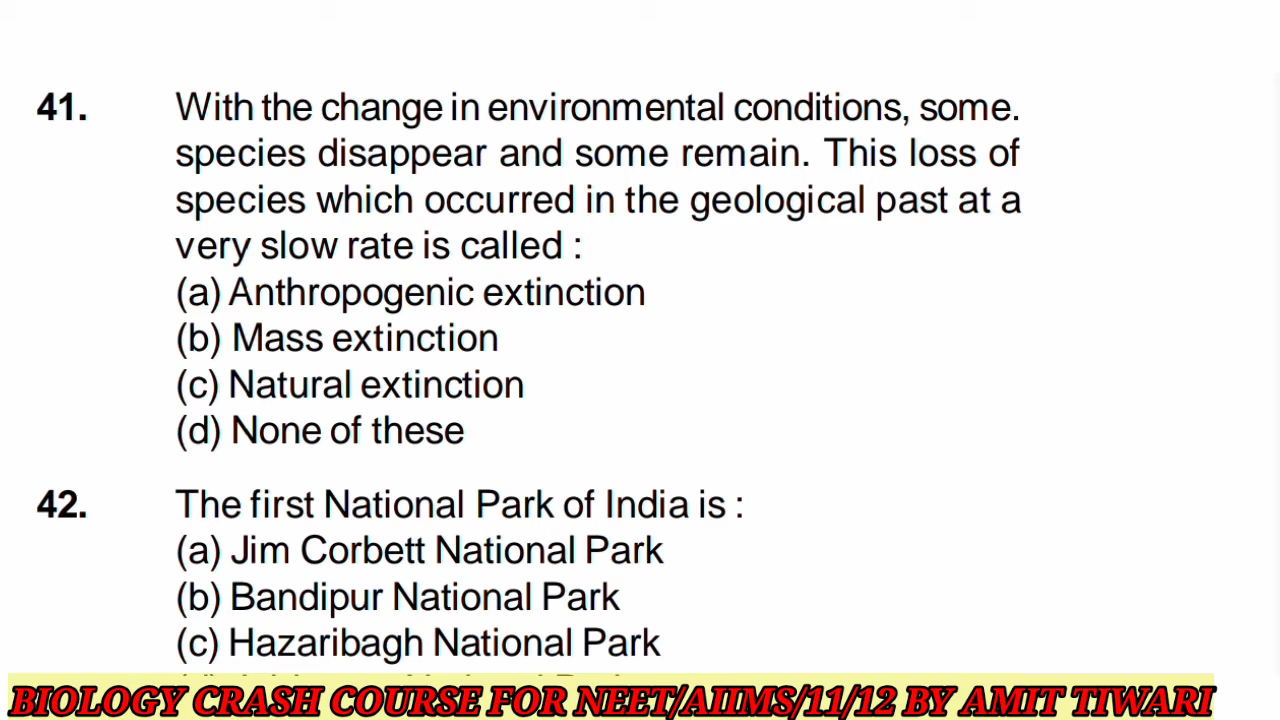 41. With the change in environmental conditions, some.
species disappear and some remain. This loss of
species which occurred in the geological past at a
very slow rate is called :
(a) Anthropogenic extinction
(b) Mass extinction
(c) Natural extinction
(d) None of these
42. The first National Park of India is :
(a) Jim Corbett National Park
(b) Bandipur National Park
(c) Hazaribagh National Park
BIOLOGY CRASH COURSE FOR NEET/AIIMS/11/12 BY AMIT TIWARI